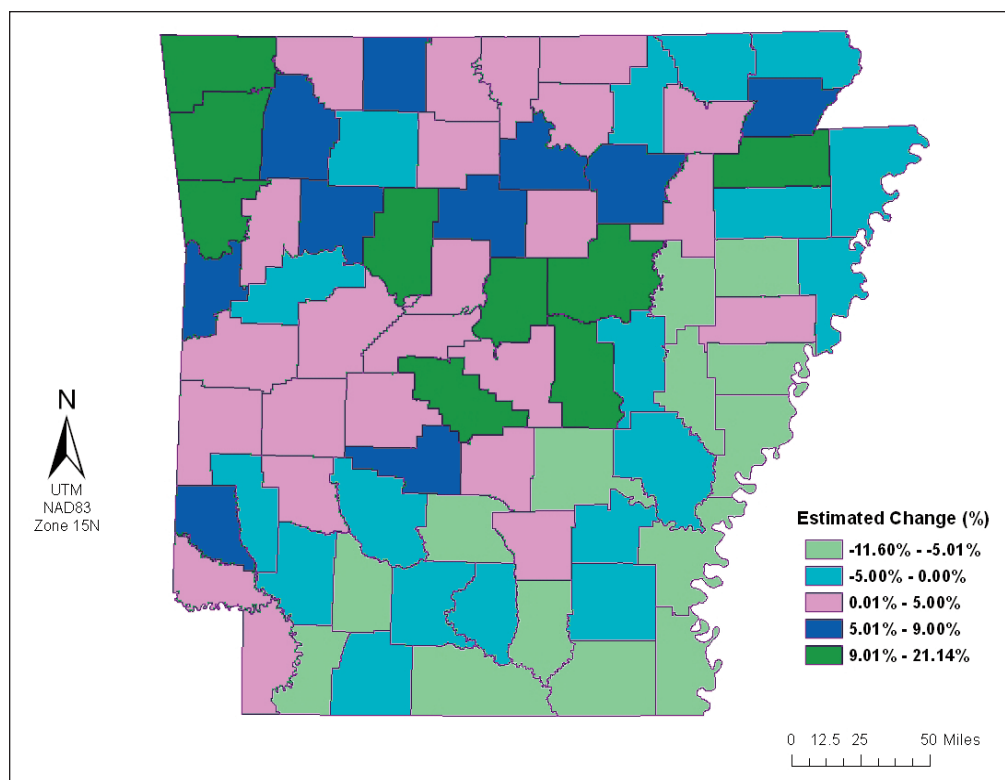 N
UTM
NAD83
Zone 15N
Estimated Change (%)
-11.60% - -5.01%
-5.00% - 0.00%
0.01% - 5.00%
5.01% - 9.00%
9.01% - 21.14%
0 12.5 25 50 Miles